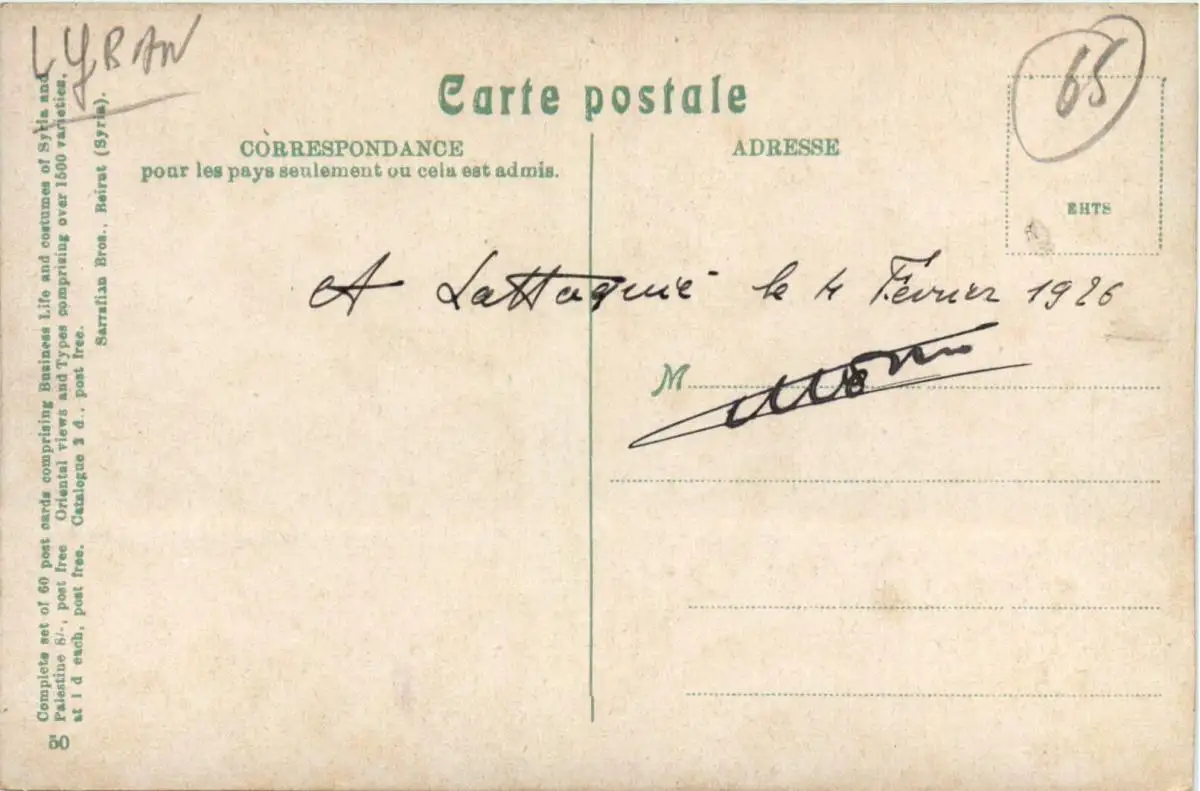 LYBAN
65
Carte postale
CORRESPONDANCE
pour les pays seulement ou cela est admis.
ADRESSE
EHTS
A Lattaquié le 4 Février 1926
M
Complete set of 60 post cards comprising Business Life and costumes of Syria and
Palestine 8/-, post free Oriental views and Types comprising over 1500 varieties.
at 1 d each, post free. Catalogue 2 d., post free.
Sarrafian Bros., Beirut (Syria).
50